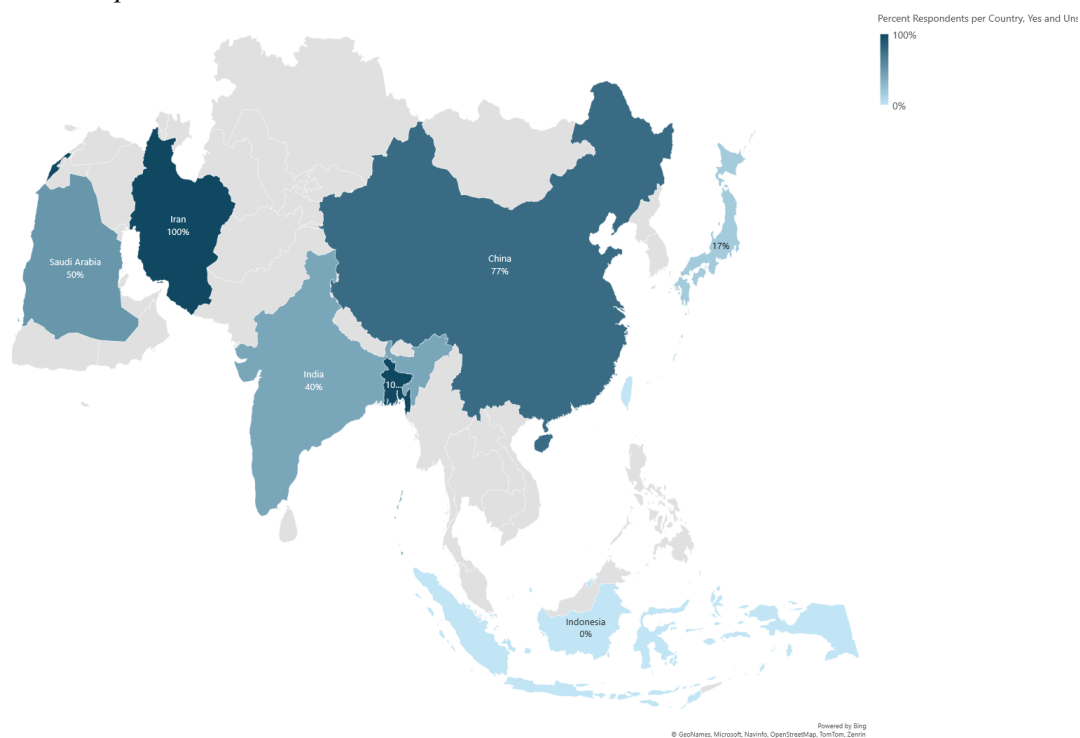 Percent Respondents per Country, Yes and Uns
100%
0%
Iran
100%
Saudi Arabia
50%
China
77%
17%
India
40%
10...
Indonesia
0%
Powered by Bing
© GeoNames, Microsoft, Navinfo, OpenStreetMap, TomTom, Zenrin